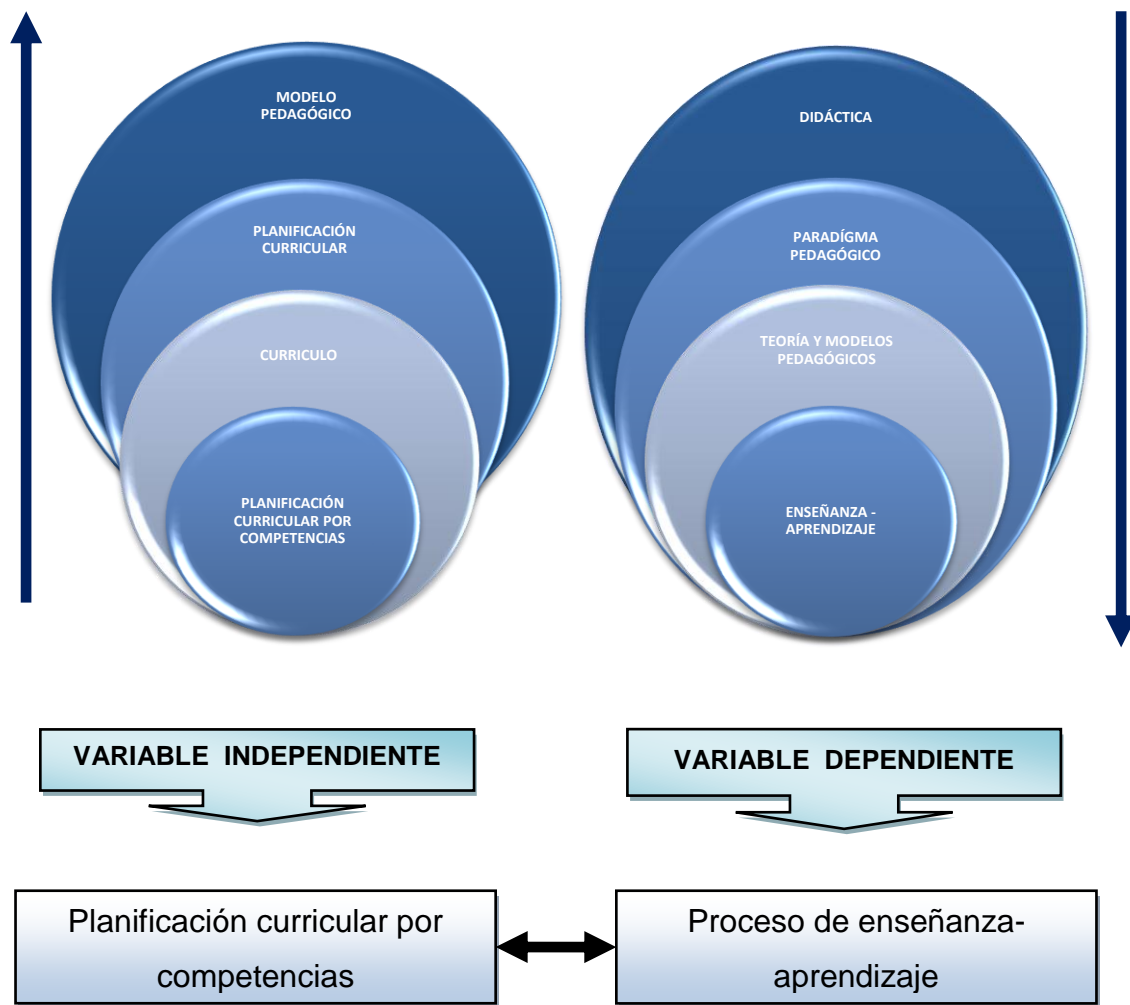 MODELO
PEDAGÓGICO
PLANIFICACIÓN
CURRICULAR
CURRICULO
PLANIFICACIÓN
CURRICULAR POR
COMPETENCIAS
DIDÁCTICA
PARADÍGMA
PEDAGÓGICO
TEORÍA Y MODELOS
PEDAGÓGICOS
ENSEÑANZA -
APRENDIZAJE
VARIABLE INDEPENDIENTE
VARIABLE DEPENDIENTE
Planificación curricular por
competencias
Proceso de enseñanza-
aprendizaje